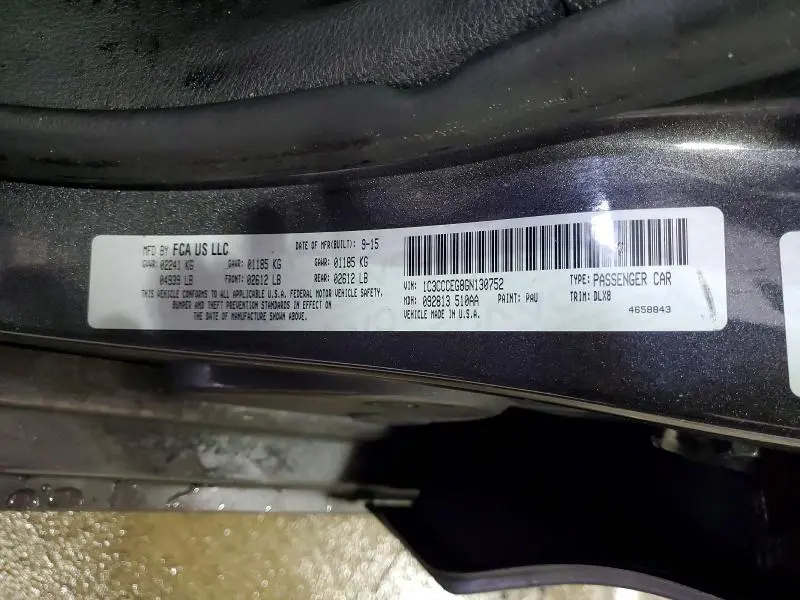 MFD BY FCA US LLC DATE OF MFR(BUILT): 9-15
GVWR: 02241 KG GAWR: 01185 KG GAWR: 01185 KG
04939 LB FRONT: 02612 LB REAR: 02612 LB
THIS VEHICLE CONFORMS TO ALL APPLICABLE U.S.A. FEDERAL MOTOR VEHICLE SAFETY,
BUMPER AND THEFT PREVENTION STANDARDS IN EFFECT ON
THE DATE OF MANUFACTURE SHOWN ABOVE.
VIN: 1C3CCCEG8GN130752 TYPE: PASSENGER CAR
MDH: 092813 510AA PAINT: PAU TRIM: DLX8
VEHICLE MADE IN U.S.A. 4658843